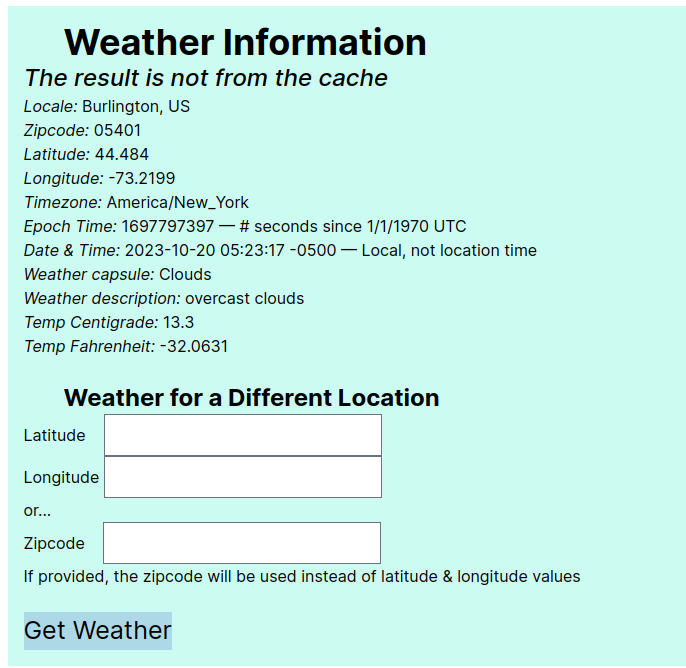 Weather Information
The result is not from the cache
Locale: Burlington, US
Zipcode: 05401
Latitude: 44.484
Longitude: -73.2199
Timezone: America/New_York
Epoch Time: 1697797397 — # seconds since 1/1/1970 UTC
Date & Time: 2023-10-20 05:23:17 -0500 — Local, not location time
Weather capsule: Clouds
Weather description: overcast clouds
Temp Centigrade: 13.3
Temp Fahrenheit: -32.0631
Weather for a Different Location
Latitude
Longitude
or...
Zipcode
If provided, the zipcode will be used instead of latitude & longitude values
Get Weather